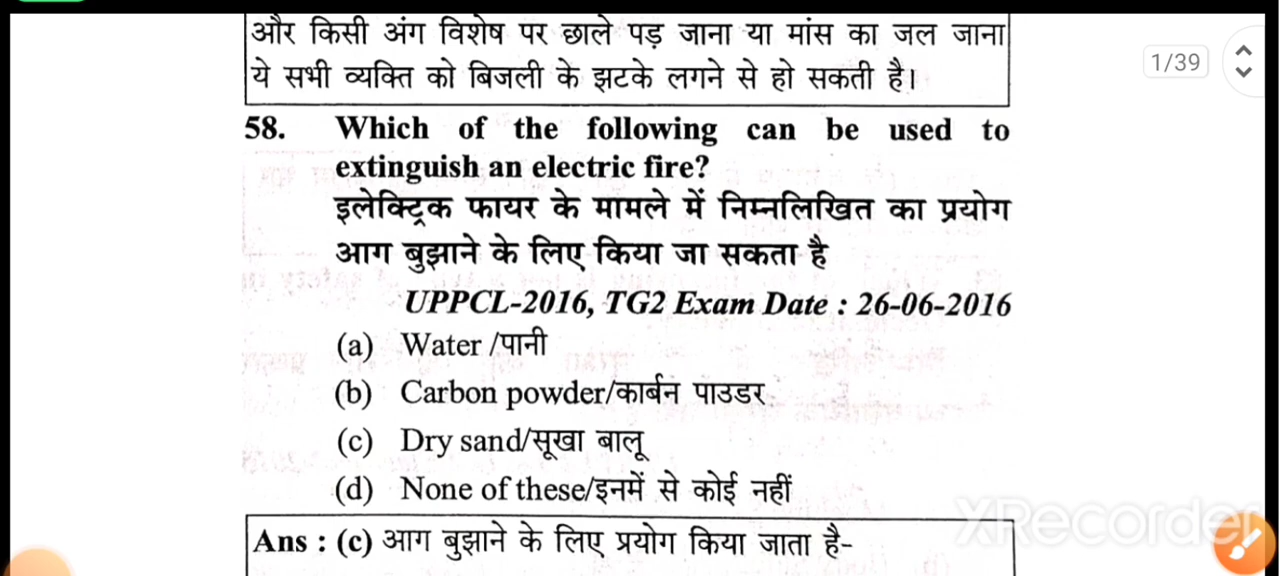 और किसी अंग विशेष पर छाले पड़ जाना या मांस का जल जाना
ये सभी व्यक्ति को बिजली के झटके लगने से हो सकती है।
1/39
58. Which of the following can be used to
extinguish an electric fire?
इलेक्ट्रिक फायर के मामले में निम्नलिखित का प्रयोग
आग बुझाने के लिए किया जा सकता है
UPPCL-2016, TG2 Exam Date : 26-06-2016
(a) Water /पानी
(b) Carbon powder/कार्बन पाउडर
(c) Dry sand/सूखा बालू
(d) None of these/इनमें से कोई नहीं
XRecorder
Ans : (c) आग बुझाने के लिए प्रयोग किया जाता है-